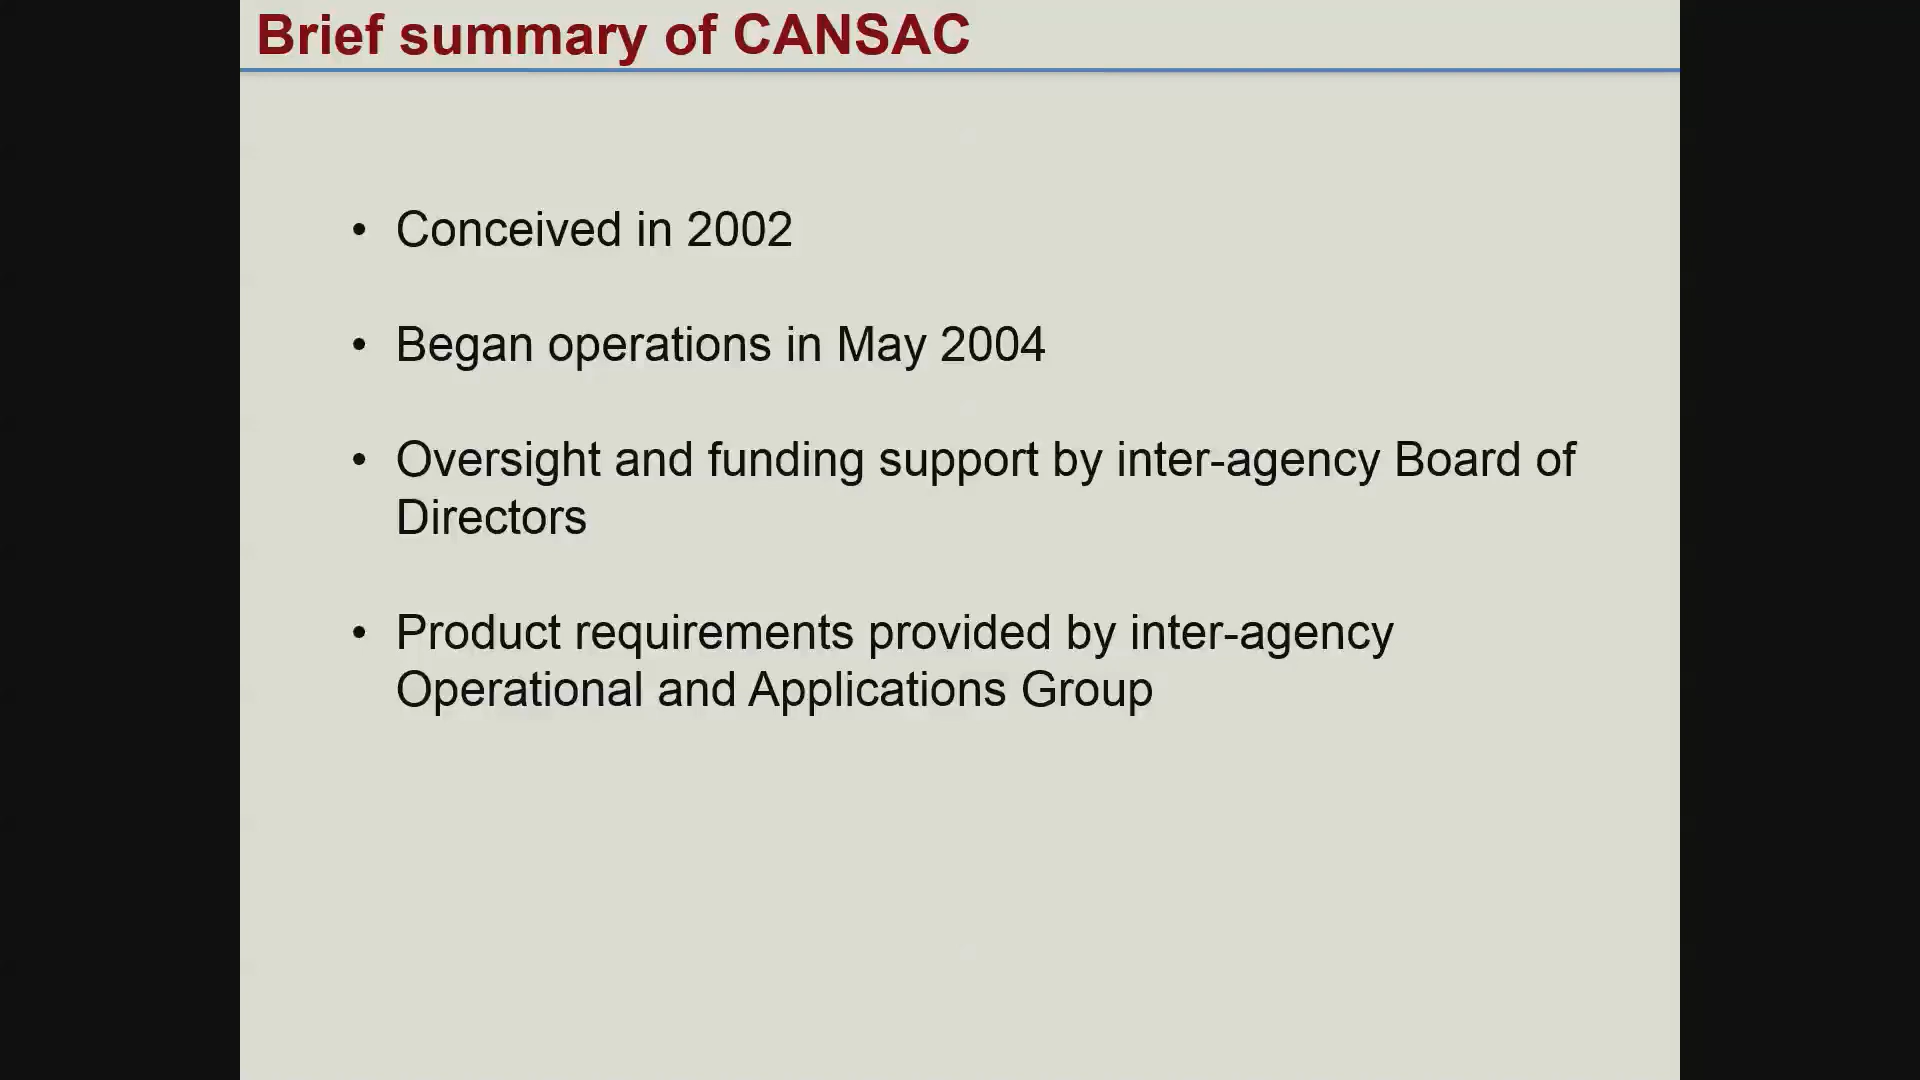 Brief summary of CANSAC
• Conceived in 2002
• Began operations in May 2004
• Oversight and funding support by inter-agency Board of
Directors
• Product requirements provided by inter-agency
Operational and Applications Group